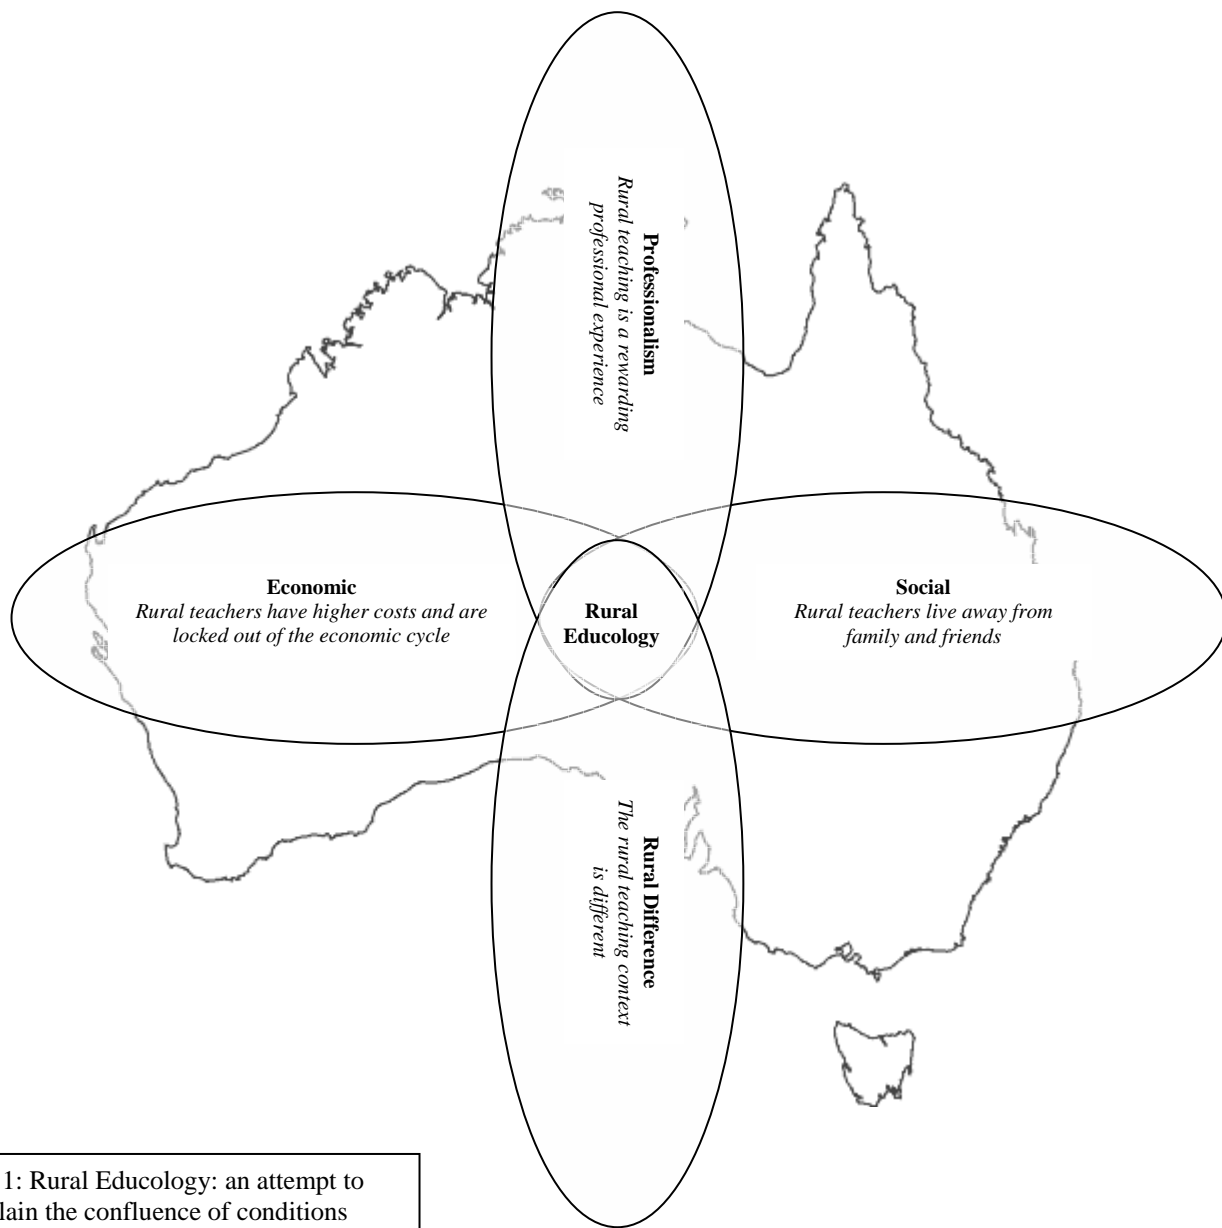 Professionalism
Rural teaching is a rewarding
professional experience
Economic
Rural teachers have higher costs and are
locked out of the economic cycle
Rural
Educology
Social
Rural teachers live away from
family and friends
Rural Difference
The rural teaching context
is different
1: Rural Educology: an attempt to
lain the confluence of conditions